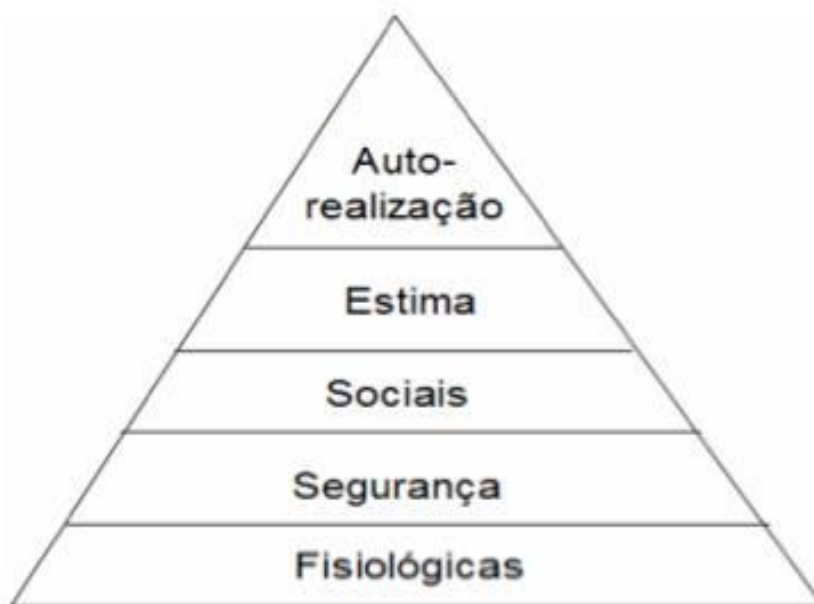 Auto-
realização
Estima
Sociais
Segurança
Fisiológicas